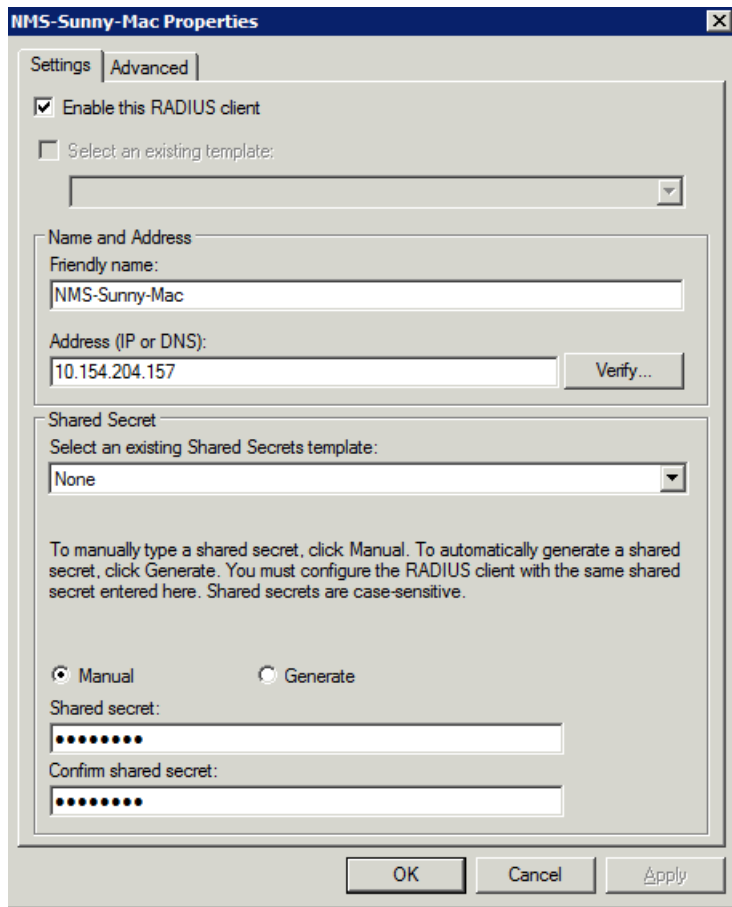 NMS-Sunny-Mac Properties
Settings
Advanced
Enable this RADIUS client
Select an existing template:
Name and Address
Friendly name:
NMS-Sunny-Mac
Address (IP or DNS):
10.154.204.157
Verify...
Shared Secret
Select an existing Shared Secrets template:
None
To manually type a shared secret, click Manual. To automatically generate a shared
secret, click Generate. You must configure the RADIUS client with the same shared
secret entered here. Shared secrets are case-sensitive.
Manual
Generate
Shared secret:
●●●●●●●●
Confirm shared secret:
●●●●●●●●
OK
Cancel
Apply